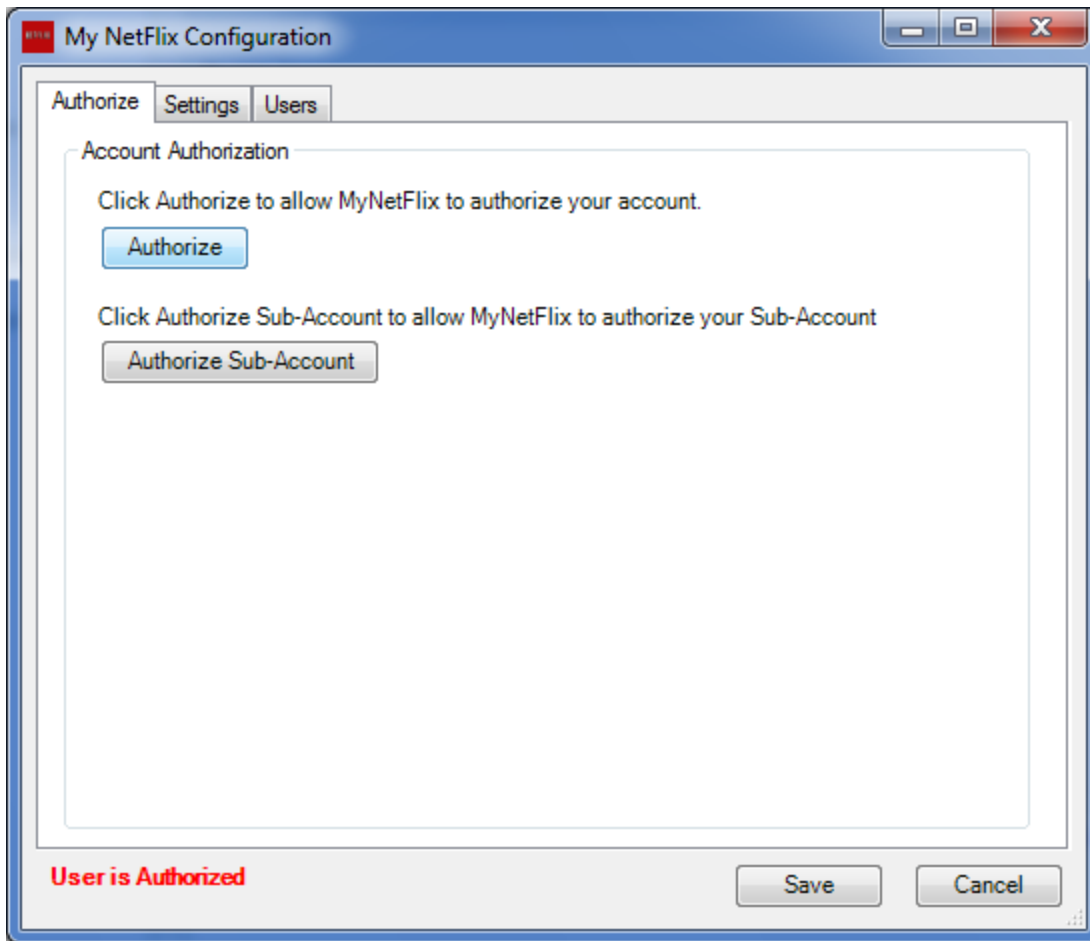 My NetFlix Configuration
Authorize Settings Users
Account Authorization
Click Authorize to allow MyNetFlix to authorize your account.
Authorize
Click Authorize Sub-Account to allow MyNetFlix to authorize your Sub-Account
Authorize Sub-Account
User is Authorized
Save Cancel